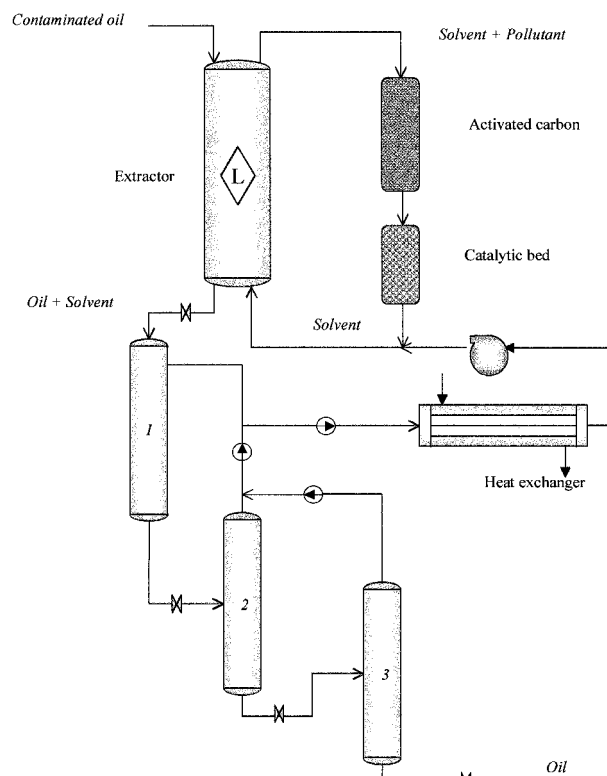 Contaminated oil
Solvent + Pollutant
Activated carbon
L
Extractor
Catalytic bed
Oil + Solvent
Solvent
1
Heat exchanger
2
3
Oil